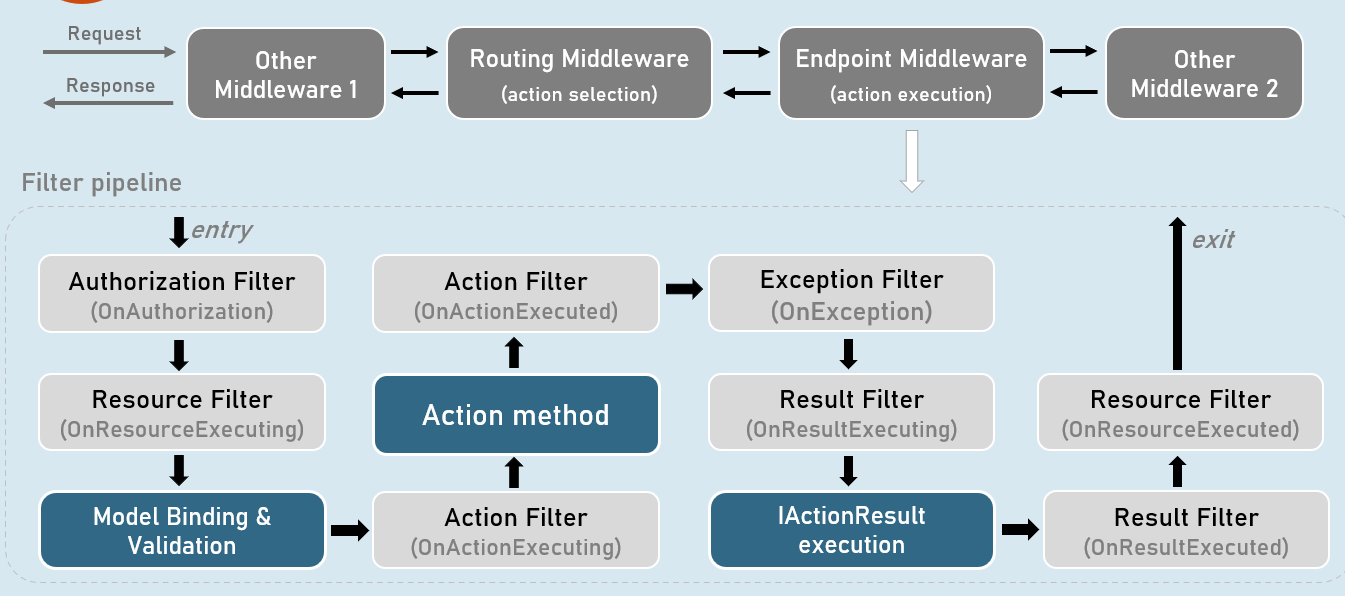 Request
Response
Other
Middleware 1
Routing Middleware
(action selection)
Endpoint Middleware
(action execution)
Other
Middleware 2
Filter pipeline
entry
Authorization Filter
(OnAuthorization)
Resource Filter
(OnResourceExecuting)
Model Binding &
Validation
Action Filter
(OnActionExecuting)
Action method
Action Filter
(OnActionExecuted)
Exception Filter
(OnException)
Result Filter
(OnResultExecuting)
IActionResult
execution
Result Filter
(OnResultExecuted)
Resource Filter
(OnResourceExecuted)
exit